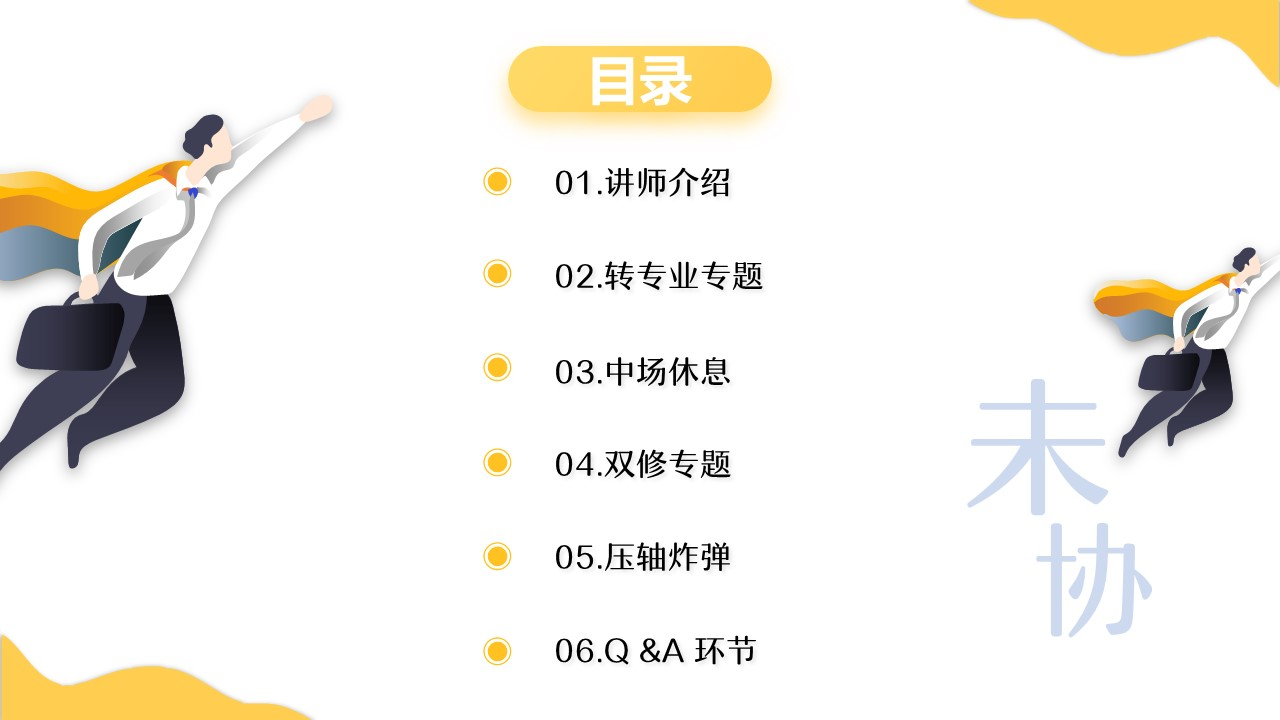 目录
01.讲师介绍
02.转专业专题
03.中场休息
04.双修专题
05.压轴炸弹
06.Q &A 环节
未
协